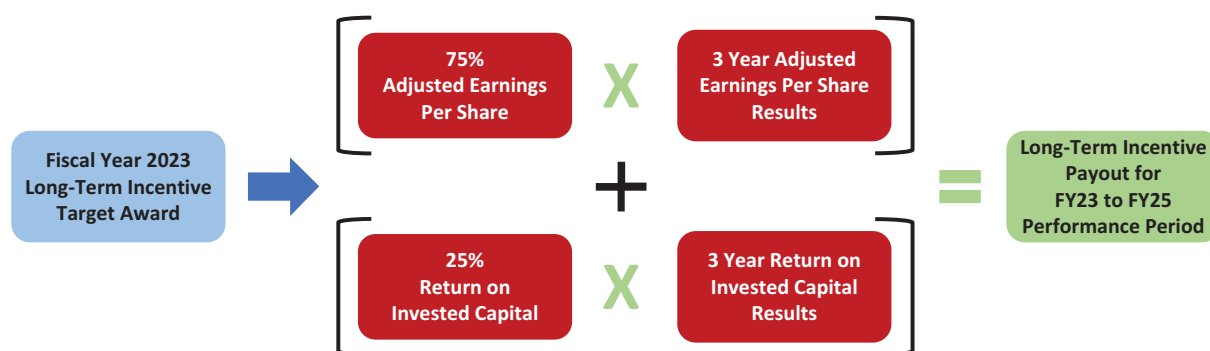 Fiscal Year 2023
Long-Term Incentive
Target Award
75%
Adjusted Earnings
Per Share
X
3 Year Adjusted
Earnings Per Share
Results
+
25%
Return on
Invested Capital
X
3 Year Return on
Invested Capital
Results
=
Long-Term Incentive
Payout for
FY23 to FY25
Performance Period